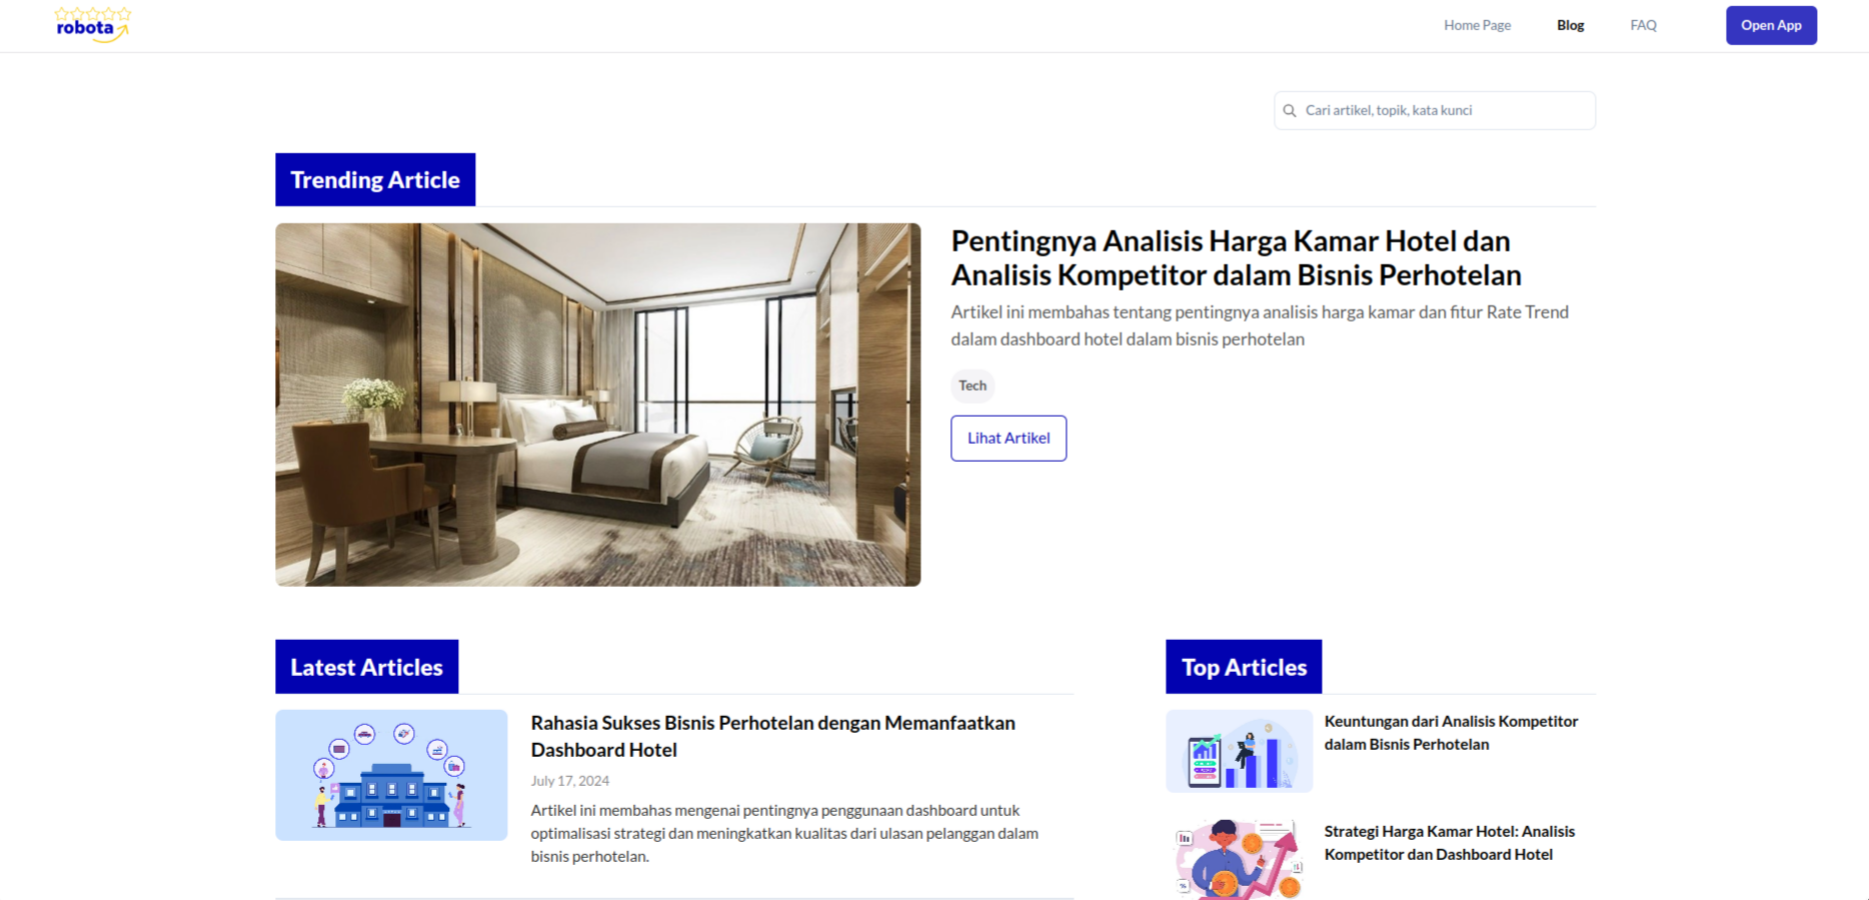 robota
Home Page
Blog
FAQ
Open App
Cari artikel, topik, kata kunci
Trending Article
Pentingnya Analisis Harga Kamar Hotel dan
Analisis Kompetitor dalam Bisnis Perhotelan
Artikel ini membahas tentang pentingnya analisis harga kamar dan fitur Rate Trend
dalam dashboard hotel dalam bisnis perhotelan
Tech
Lihat Artikel
Latest Articles
Rahasia Sukses Bisnis Perhotelan dengan Memanfaatkan
Dashboard Hotel
July 17, 2024
Artikel ini membahas mengenai pentingnya penggunaan dashboard untuk
optimalisasi strategi dan meningkatkan kualitas dari ulasan pelanggan dalam
bisnis perhotelan.
Top Articles
Keuntungan dari Analisis Kompetitor
dalam Bisnis Perhotelan
Strategi Harga Kamar Hotel: Analisis
Kompetitor dan Dashboard Hotel